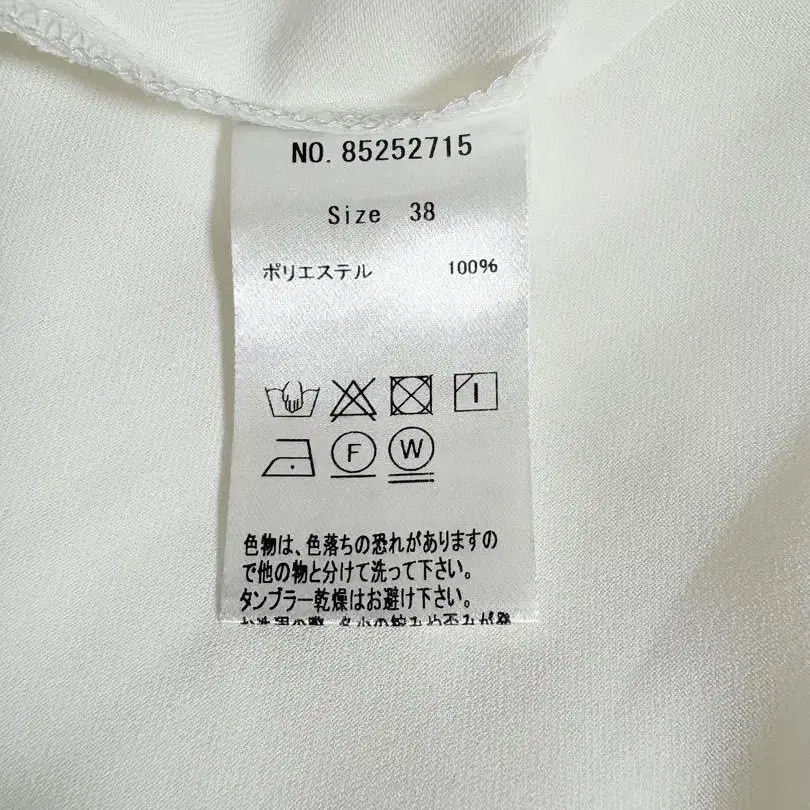 NO. 85252715
Size 38
ポリエステル 100%
F W
色物は、色落ちの恐れがありますの
で他の物と分けて洗って下さい。
タンブラー乾燥はお避け下さい。